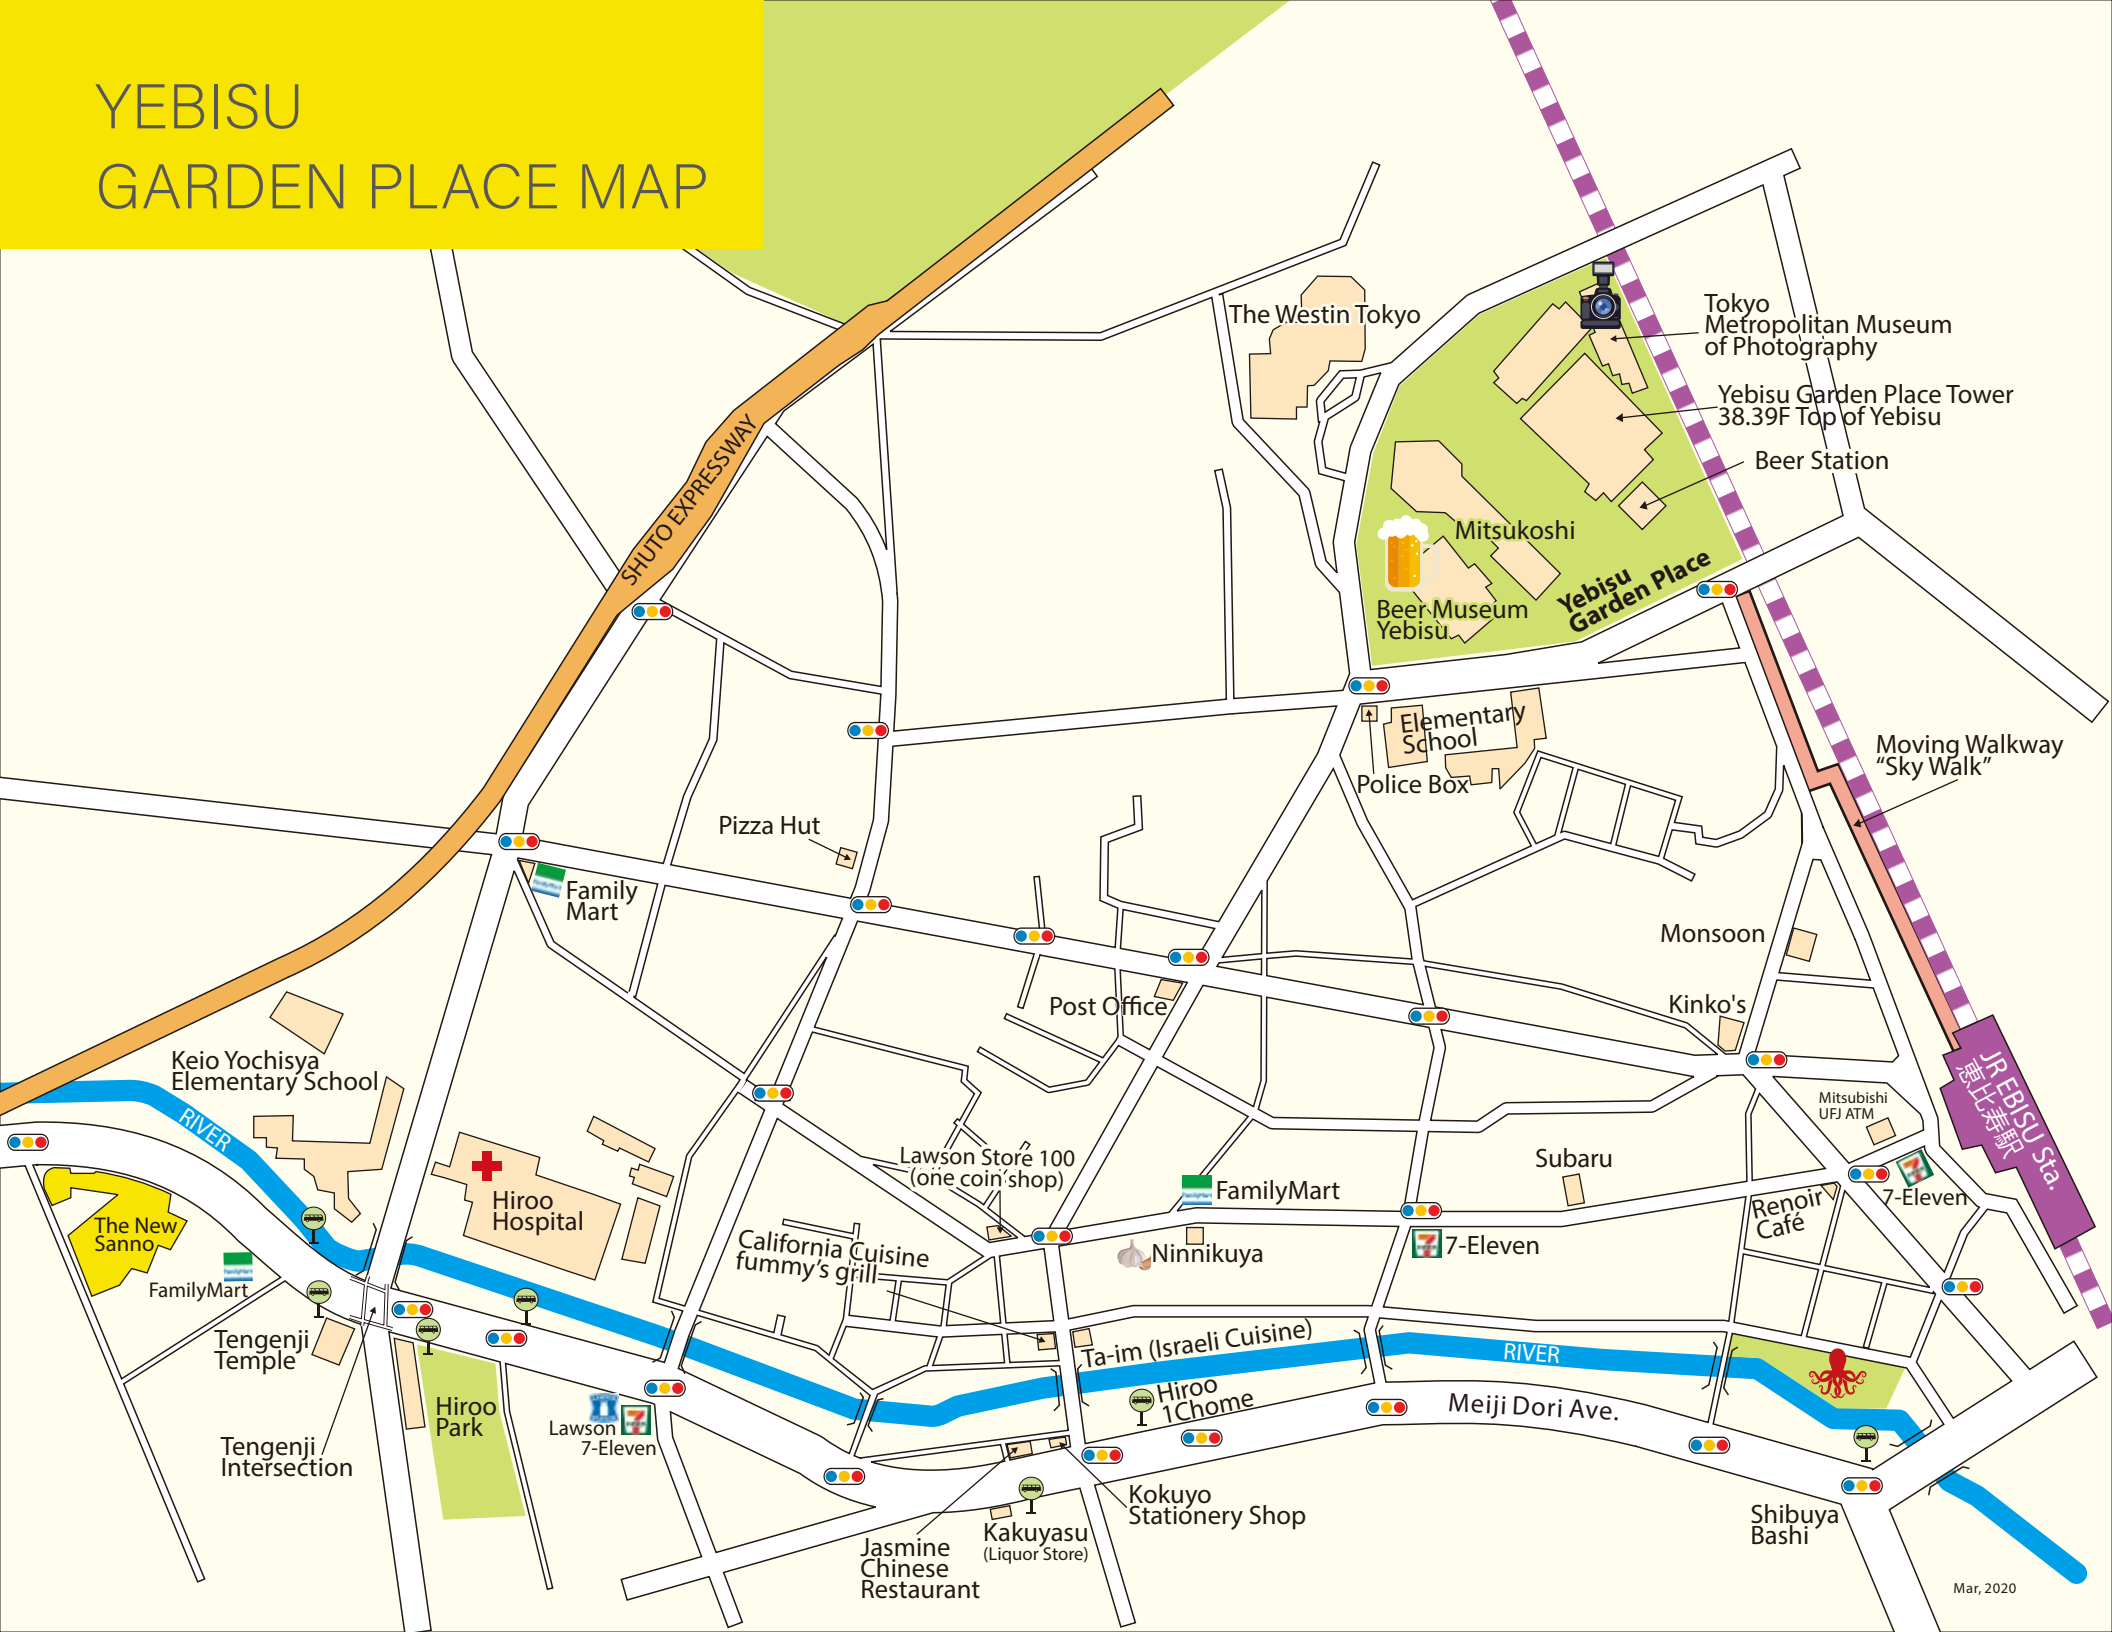 YEBISU
GARDEN PLACE MAP
The Westin Tokyo
Tokyo
Metropolitan Museum
of Photography
Yebisu Garden Place Tower
38.39F Top of Yebisu
Beer Station
SHUTO EXPRESSWAY
Mitsukoshi
Yebisu
Garden Place
Beer Museum
Yebisu
Elementary
School
Police Box
Moving Walkway
“Sky Walk”
Pizza Hut
Family
Mart
Monsoon
Post Office
Kinko's
Keio Yochisya
Elementary School
RIVER
JR EBISU Sta.
恵比寿駅
Mitsubishi
UFJ ATM
Lawson Store 100
(one coin shop)
Subaru
Hiroo
Hospital
FamilyMart
7-Eleven
Renoir
Café
The New
Sanno
California Cuisine
fummy’s grill
Ninnikuya
7-Eleven
FamilyMart
Tengenji
Temple
Ta-im (Israeli Cuisine)
RIVER
Hiroo
1Chome
Meiji Dori Ave.
Hiroo
Park
Lawson
7-Eleven
Tengenji
Intersection
Kokuyo
Stationery Shop
Shibuya
Bashi
Kakuyasu
(Liquor Store)
Jasmine
Chinese
Restaurant
Mar, 2020